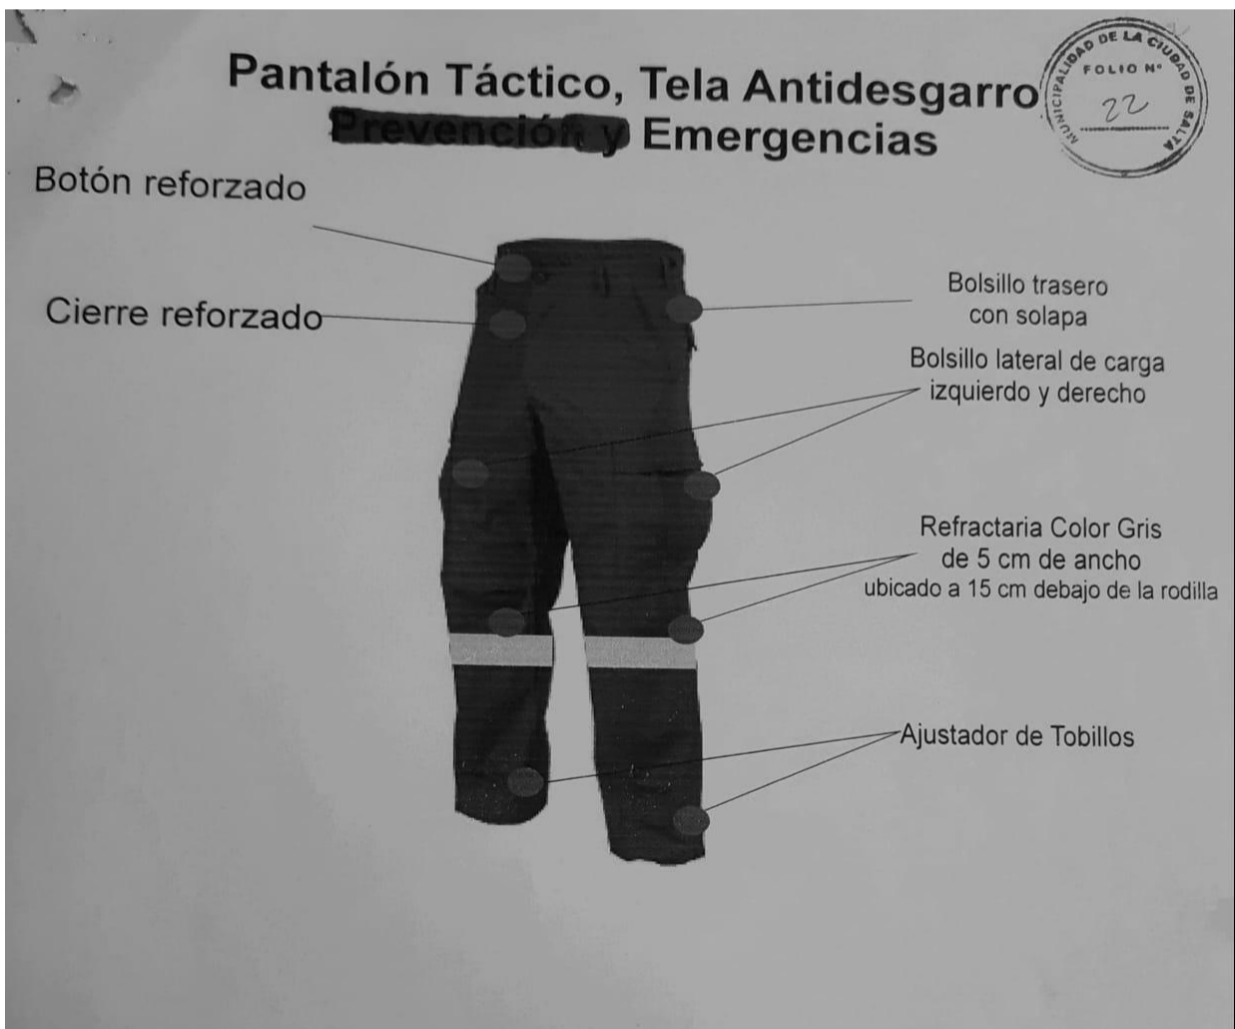 Pantalón Táctico, Tela Antidesgarro
Prevención y Emergencias
MUNICIPALIDAD DE LA CIUDAD DE SALTA
FOLIO Nº
22
Botón reforzado
Cierre reforzado
Bolsillo trasero
con solapa
Bolsillo lateral de carga
izquierdo y derecho
Refractaria Color Gris
de 5 cm de ancho
ubicado a 15 cm debajo de la rodilla
Ajustador de Tobillos